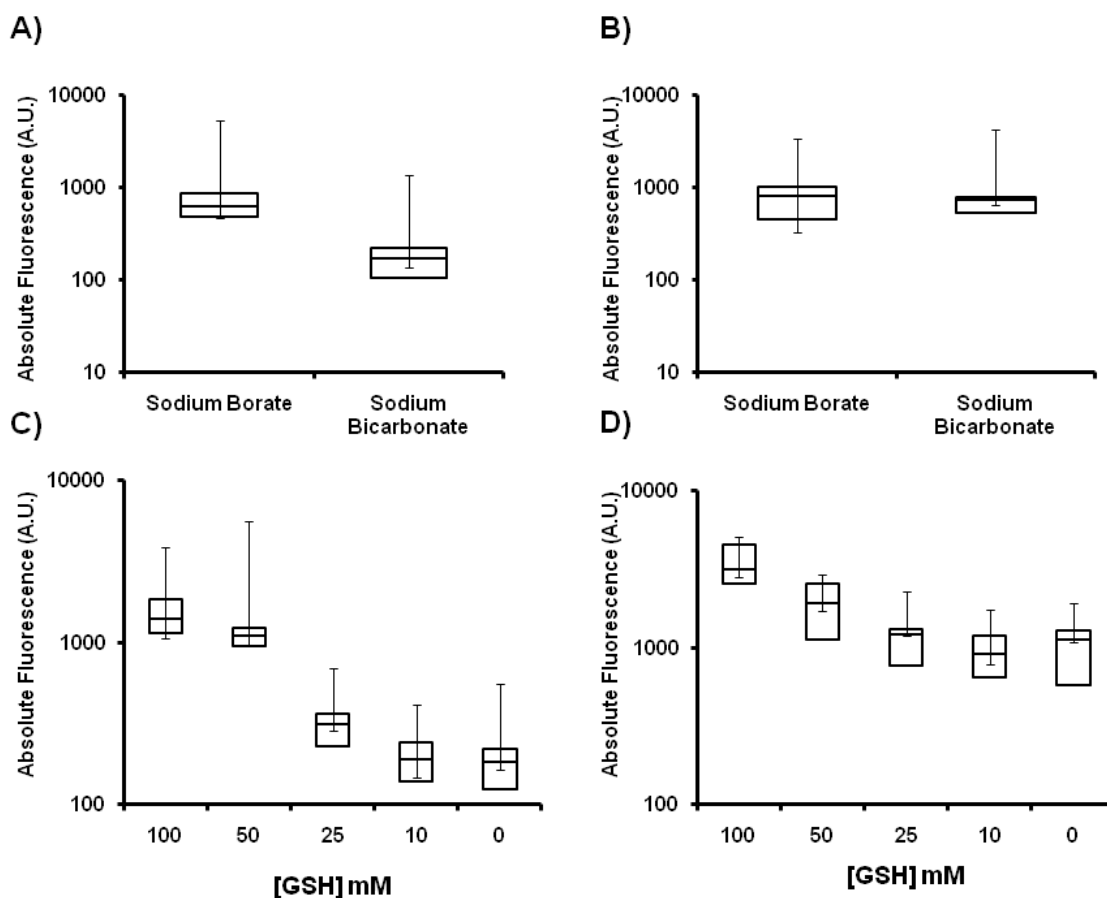 A)
Absolute Fluorescence (A.U.)
10000
1000
100
10
Sodium Borate
Sodium
Bicarbonate
B)
Absolute Fluorescence (A.U.)
10000
1000
100
10
Sodium Borate
Sodium
Bicarbonate
C)
Absolute Fluorescence (A.U.)
10000
1000
100
100 50 25 10 0
[GSH] mM
D)
Absolute Fluorescence (A.U.)
10000
1000
100
100 50 25 10 0
[GSH] mM